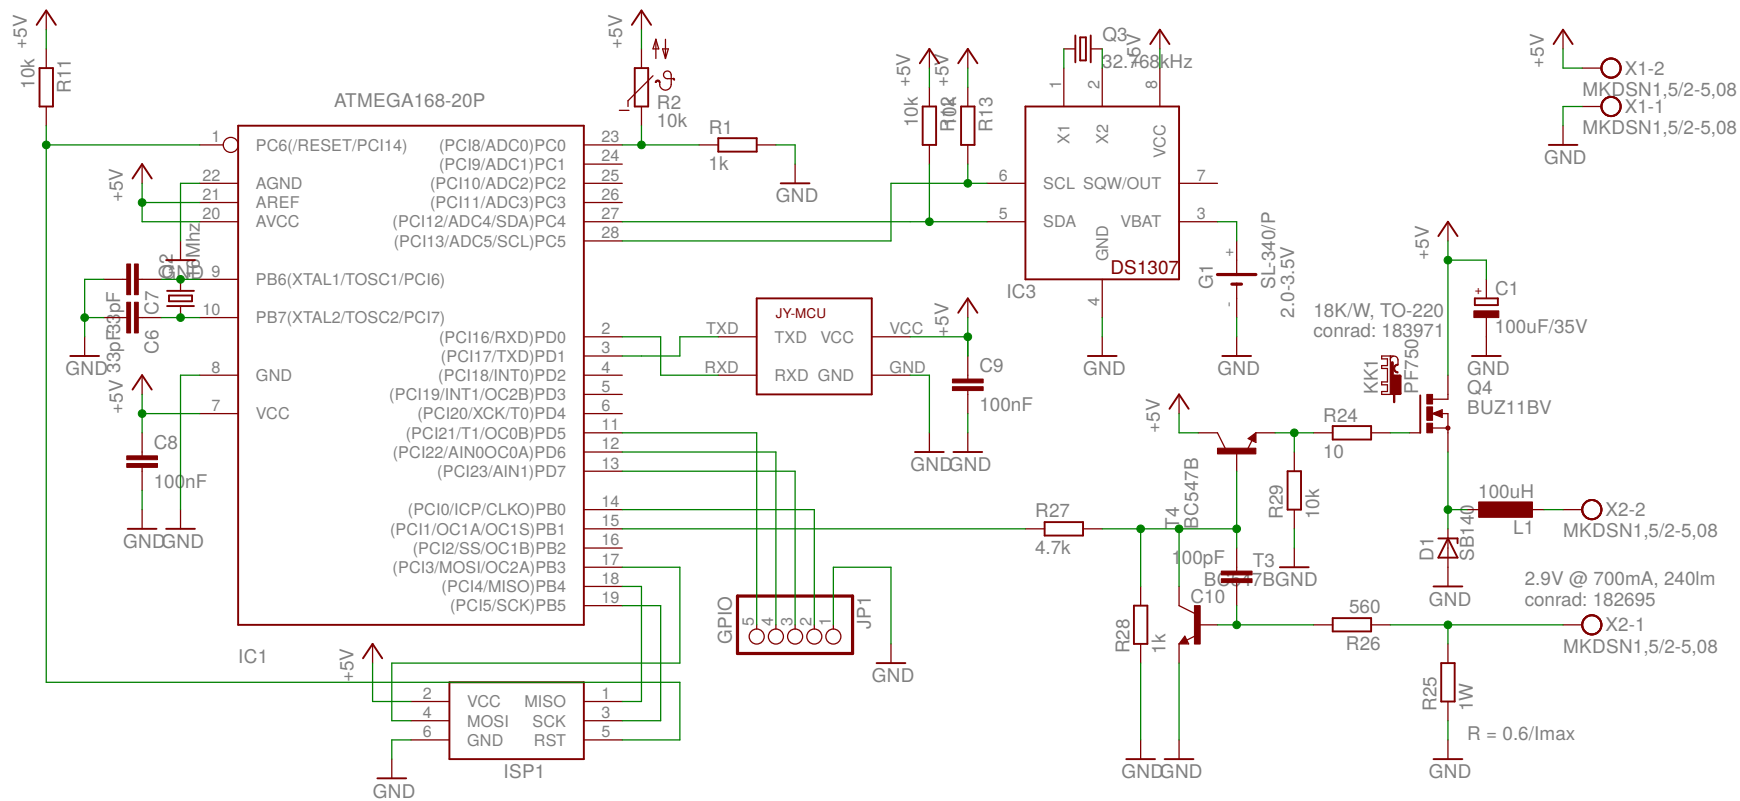 +5V
10k
R11
ATMEGA168-20P
1
PC6(/RESET/PCI14)
22
AGND
21
AREF
20
AVCC
9
PB6(XTAL1/TOSC1/PCI6)
10
PB7(XTAL2/TOSC2/PCI7)
8
GND
7
VCC
(PCI8/ADC0)PC0
23
(PCI9/ADC1)PC1
24
(PCI10/ADC2)PC2
25
(PCI11/ADC3)PC3
26
(PCI12/ADC4/SDA)PC4
27
(PCI13/ADC5/SCL)PC5
28
(PCI16/RXD)PD0
2
(PCI17/TXD)PD1
3
(PCI18/INT0)PD2
4
(PCI19/INT1/OC2B)PD3
5
(PCI20/XCK/T0)PD4
6
(PCI21/T1/OC0B)PD5
11
(PCI22/AIN0OC0A)PD6
12
(PCI23/AIN1)PD7
13
(PCI0/ICP/CLKO)PB0
14
(PCI1/OC1A/OC1S)PB1
15
(PCI2/SS/OC1B)PB2
16
(PCI3/MOSI/OC2A)PB3
17
(PCI4/MISO)PB4
18
(PCI5/SCK)PB5
19
IC1
+5V
GND
33pF
C7
33pF
C6
GND
+5V
C8
100nF
GND
GND
+5V
R2
10k
R1
1k
GND
+5V
+5V
10k
R13
Q3
32.768kHz
+5V
1
2
8
X1
X2
VCC
6
SCL
SQW/OUT
7
5
SDA
VBAT
3
GND
DS1307
IC3
4
GND
G1
+
-
SL-340/P
2.0-3.5V
GND
JY-MCU
TXD
TXD
VCC
VCC
RXD
RXD
GND
GND
+5V
C9
100nF
GND
GND
GPIO
5
4
3
2
1
JP1
GND
+5V
2
VCC
MISO
1
4
MOSI
SCK
3
6
GND
RST
5
ISP1
GND
+5V
X1-2
MKDSN1,5/2-5,08
X1-1
MKDSN1,5/2-5,08
GND
+5V
+
C1
100uF/35V
GND
18K/W, TO-220
conrad: 183971
KK1
PF750
Q4
BUZ11BV
+5V
T4
BC547B
R24
10
R29
10k
GND
R27
4.7k
100pF
C10
T3
BC547B
R28
1k
GND
GND
100uH
L1
X2-2
MKDSN1,5/2-5,08
D1
SB140
GND
2.9V @ 700mA, 240lm
conrad: 182695
560
R26
X2-1
MKDSN1,5/2-5,08
R25
1W
R = 0.6/Imax
GND